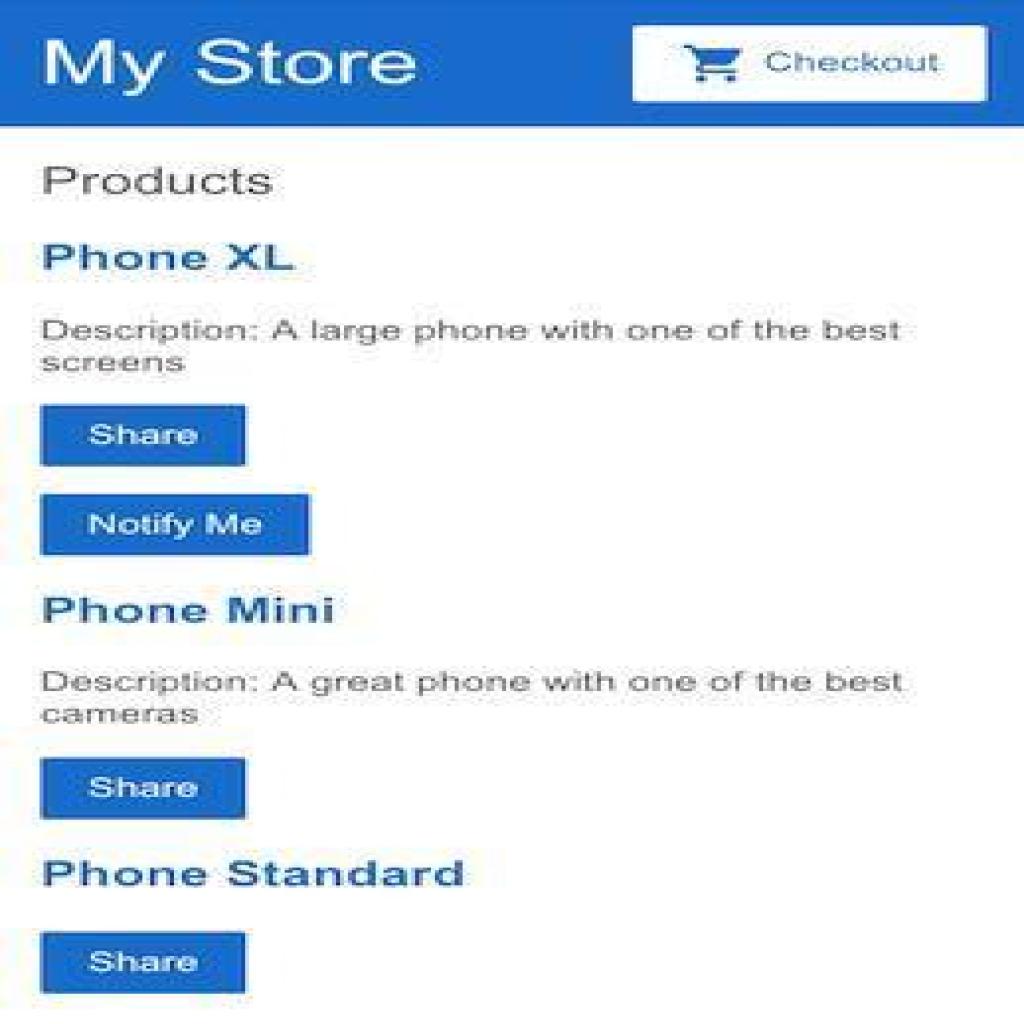 My Store
Checkout
Products
Phone XL
Description: A large phone with one of the best
screens
Share
Notify Me
Phone Mini
Description: A great phone with one of the best
cameras
Share
Phone Standard
Share